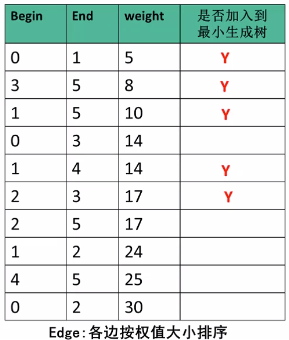 Begin End weight 是否加入到
最小生成树
0 1 5 Y
3 5 8 Y
1 5 10 Y
0 3 14
1 4 14 Y
2 3 17 Y
2 5 17
1 2 24
4 5 25
0 2 30
Edge:各边按权值大小排序